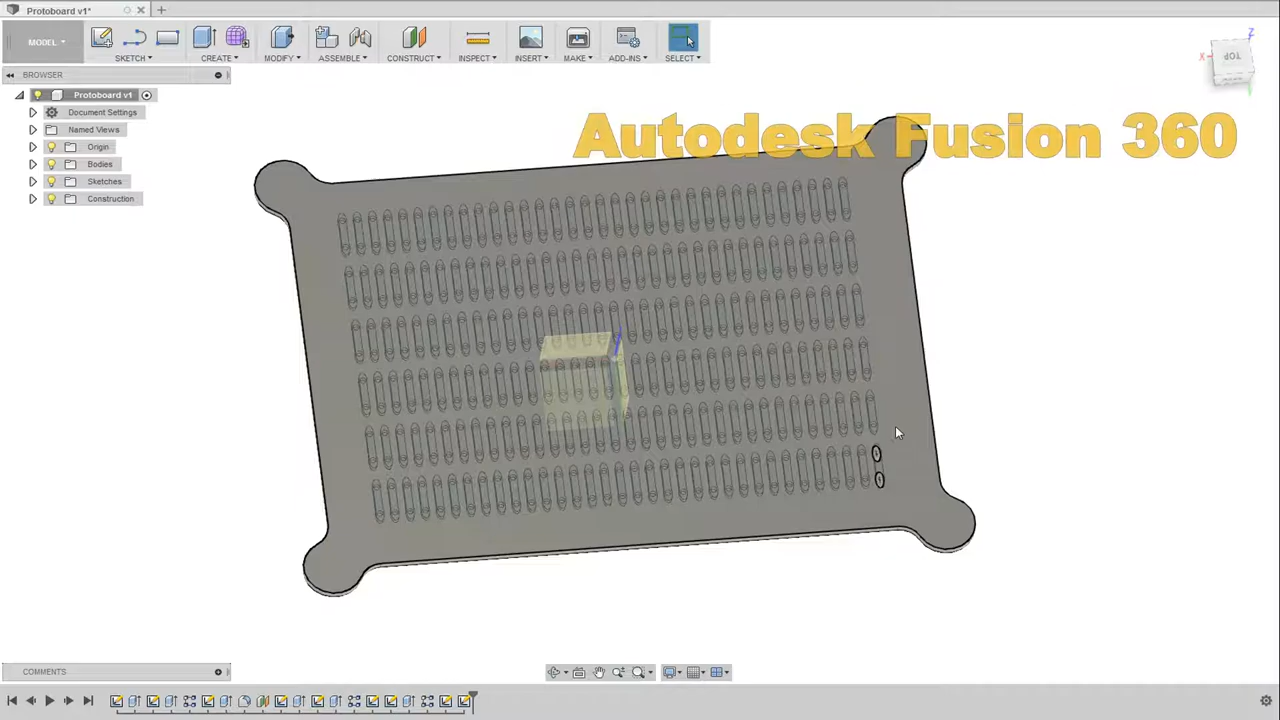 Protoboard v1*
MODEL
SKETCH
CREATE
MODIFY
ASSEMBLE
CONSTRUCT
INSPECT
INSERT
MAKE
ADD-INS
SELECT
BROWSER
Protoboard v1
Document Settings
Named Views
Origin
Bodies
Sketches
Construction
Autodesk Fusion 360
Z
X
TOP
COMMENTS